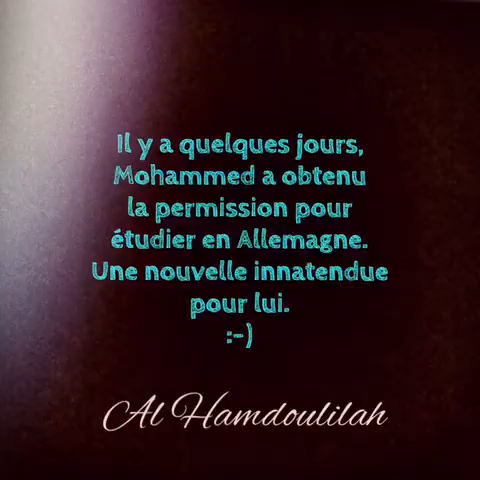 Il y a quelques jours,
Mohammed a obtenu
la permission pour
étudier en Allemagne.
Une nouvelle innatendue
pour lui.
:-)
Al Hamdoulilah